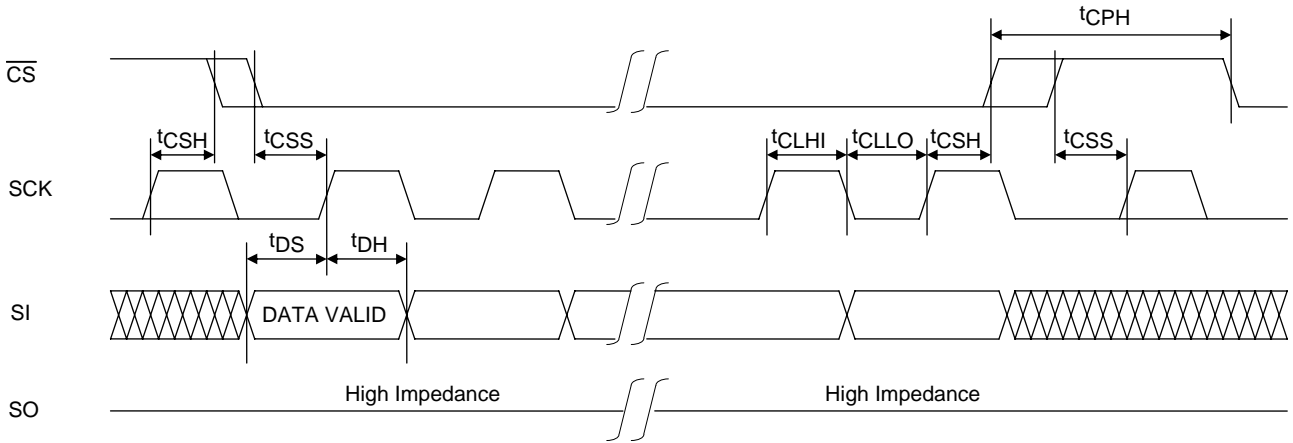 tCPH
CS
tCSH
tCSS
tCLHI
tCLLO
tCSH
tCSS
SCK
tDS
tDH
SI
DATA VALID
High Impedance
High Impedance
SO